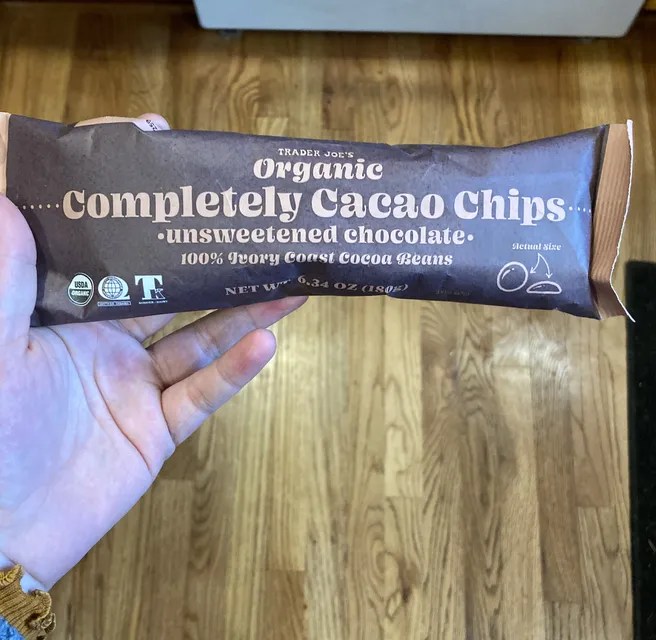 TRADER JOE'S
Organic
Completely Cacao Chips
•unsweetened chocolate•
100% Ivory Coast Cocoa Beans
Actual Size
USDA
ORGANIC
T
NET WT. 6.34 OZ (180g)